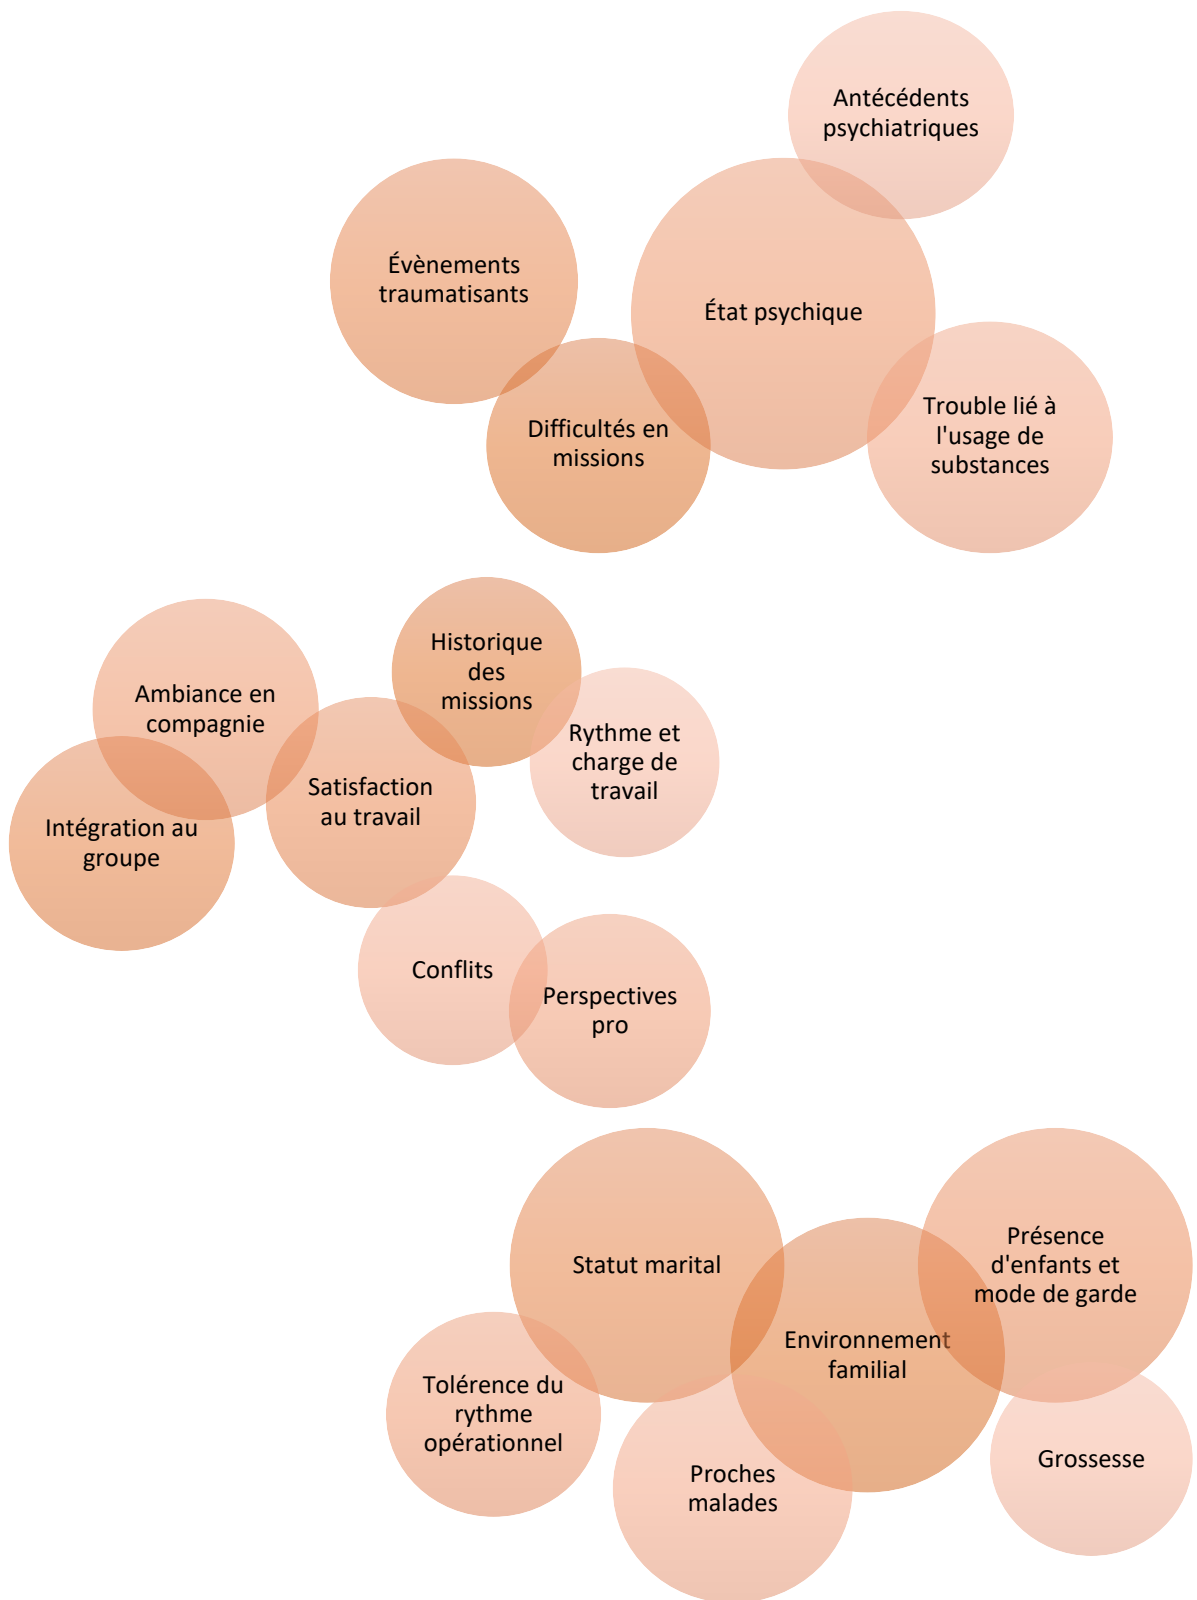 Antécédents
psychiatriques
Évènements
traumatisants
État psychique
Difficultés en
missions
Trouble lié à
l'usage de
substances
Historique
des
missions
Ambiance en
compagnie
Rythme et
charge de
travail
Satisfaction
au travail
Intégration au
groupe
Conflits
Perspectives
pro
Statut marital
Présence
d'enfants et
mode de garde
Environnement
familial
Tolérence du
rythme
opérationnel
Proches
malades
Grossesse